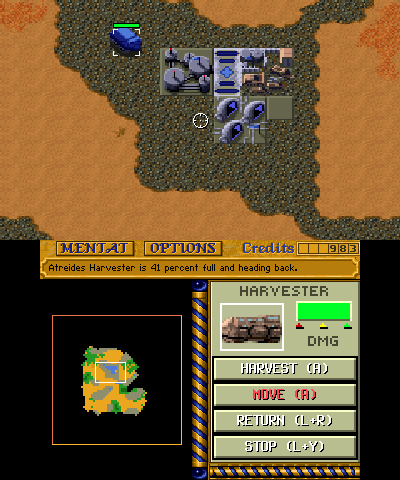 MENTAT OPTIONS Credits 983
Atreides Harvester is 41 percent full and heading back.
HARVESTER
DMG
HARVEST (A)
MOVE (A)
RETURN (L+R)
STOP (L+Y)